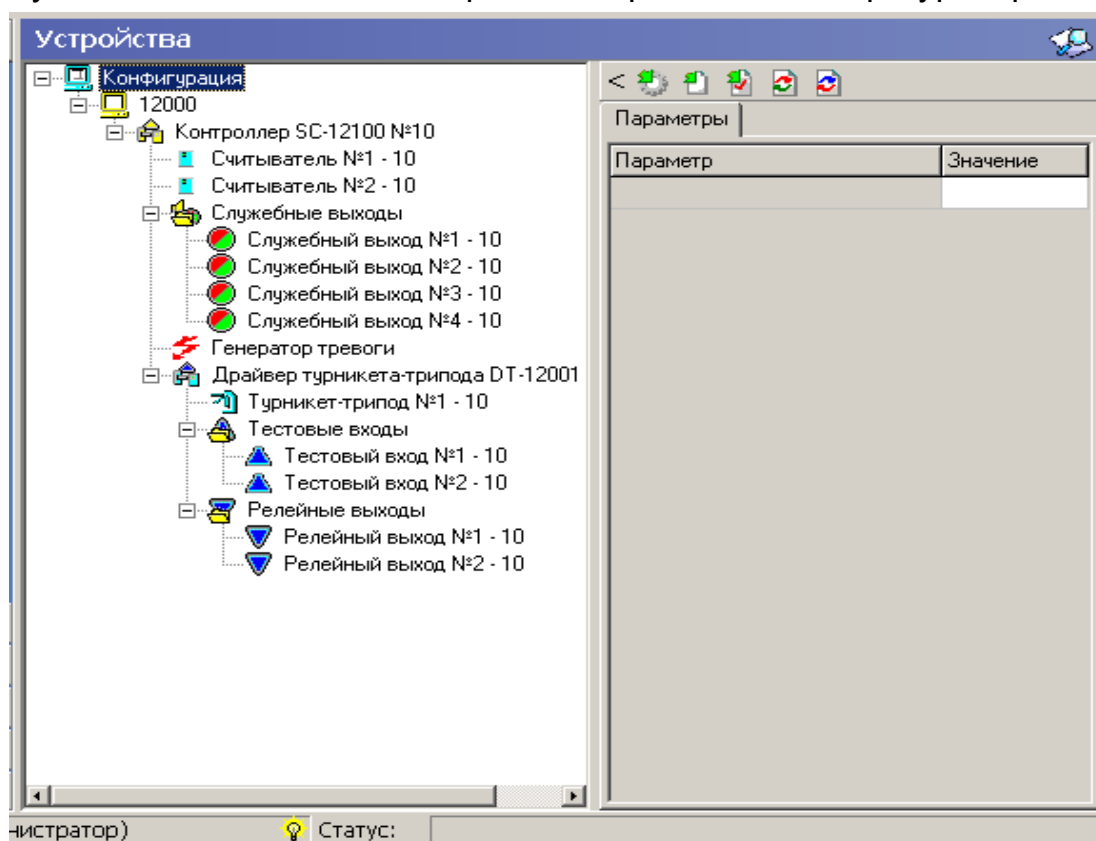 Устройства
Конфигурация
12000
Контроллер SC-12100 №10
Считыватель №1 - 10
Считыватель №2 - 10
Служебные выходы
Служебный выход №1 - 10
Служебный выход №2 - 10
Служебный выход №3 - 10
Служебный выход №4 - 10
Генератор тревоги
Драйвер турникета-трипода DT-12001
Турникет-трипод №1 - 10
Тестовые входы
Тестовый вход №1 - 10
Тестовый вход №2 - 10
Релейные выходы
Релейный выход №1 - 10
Релейный выход №2 - 10
<
Параметры
Параметр Значение
нистратор) Статус: